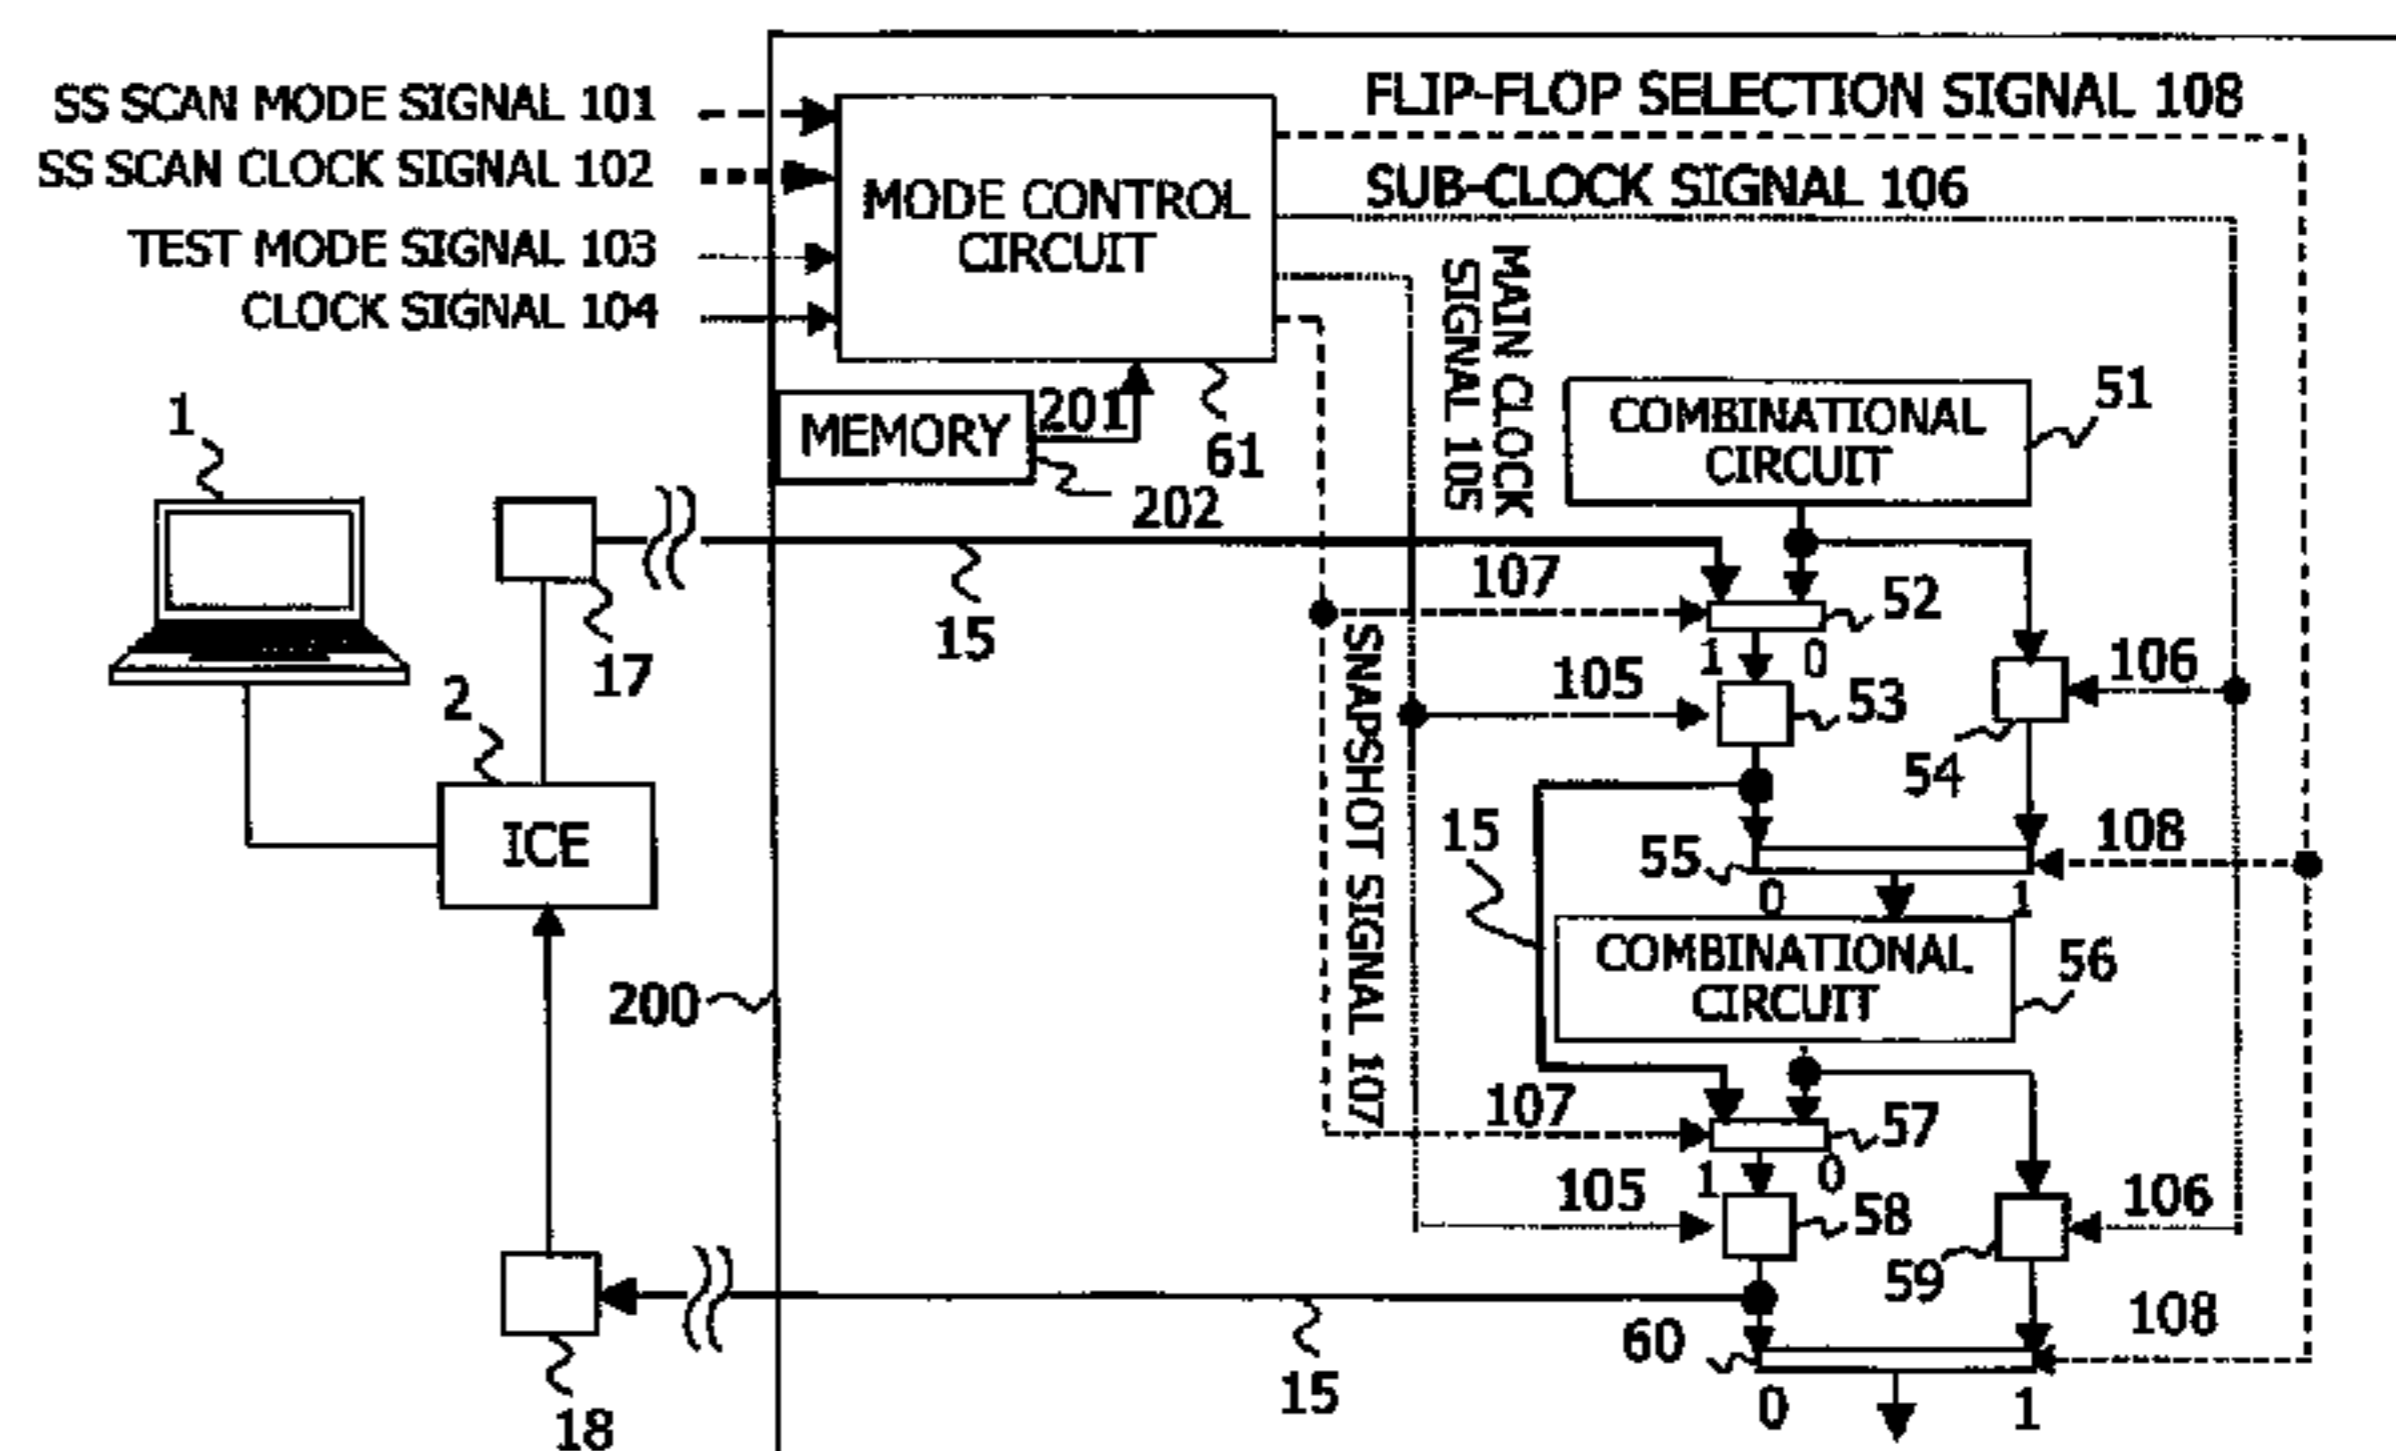 SS SCAN MODE SIGNAL 101
SS SCAN CLOCK SIGNAL 102
TEST MODE SIGNAL 103
CLOCK SIGNAL 104
MODE CONTROL
CIRCUIT
FLIP-FLOP SELECTION SIGNAL 108
SUB-CLOCK SIGNAL 106
MAIN CLOCK
SIGNAL 105
61
MEMORY
201
202
COMBINATIONAL
CIRCUIT
51
1
17
15
107
52
1 0
SNAPSHOT SIGNAL 107
105
53
106
54
2
ICE
15
55
108
0 1
COMBINATIONAL
CIRCUIT
56
200
107
57
1 0
105
58
106
59
18
15
60
108
0 1